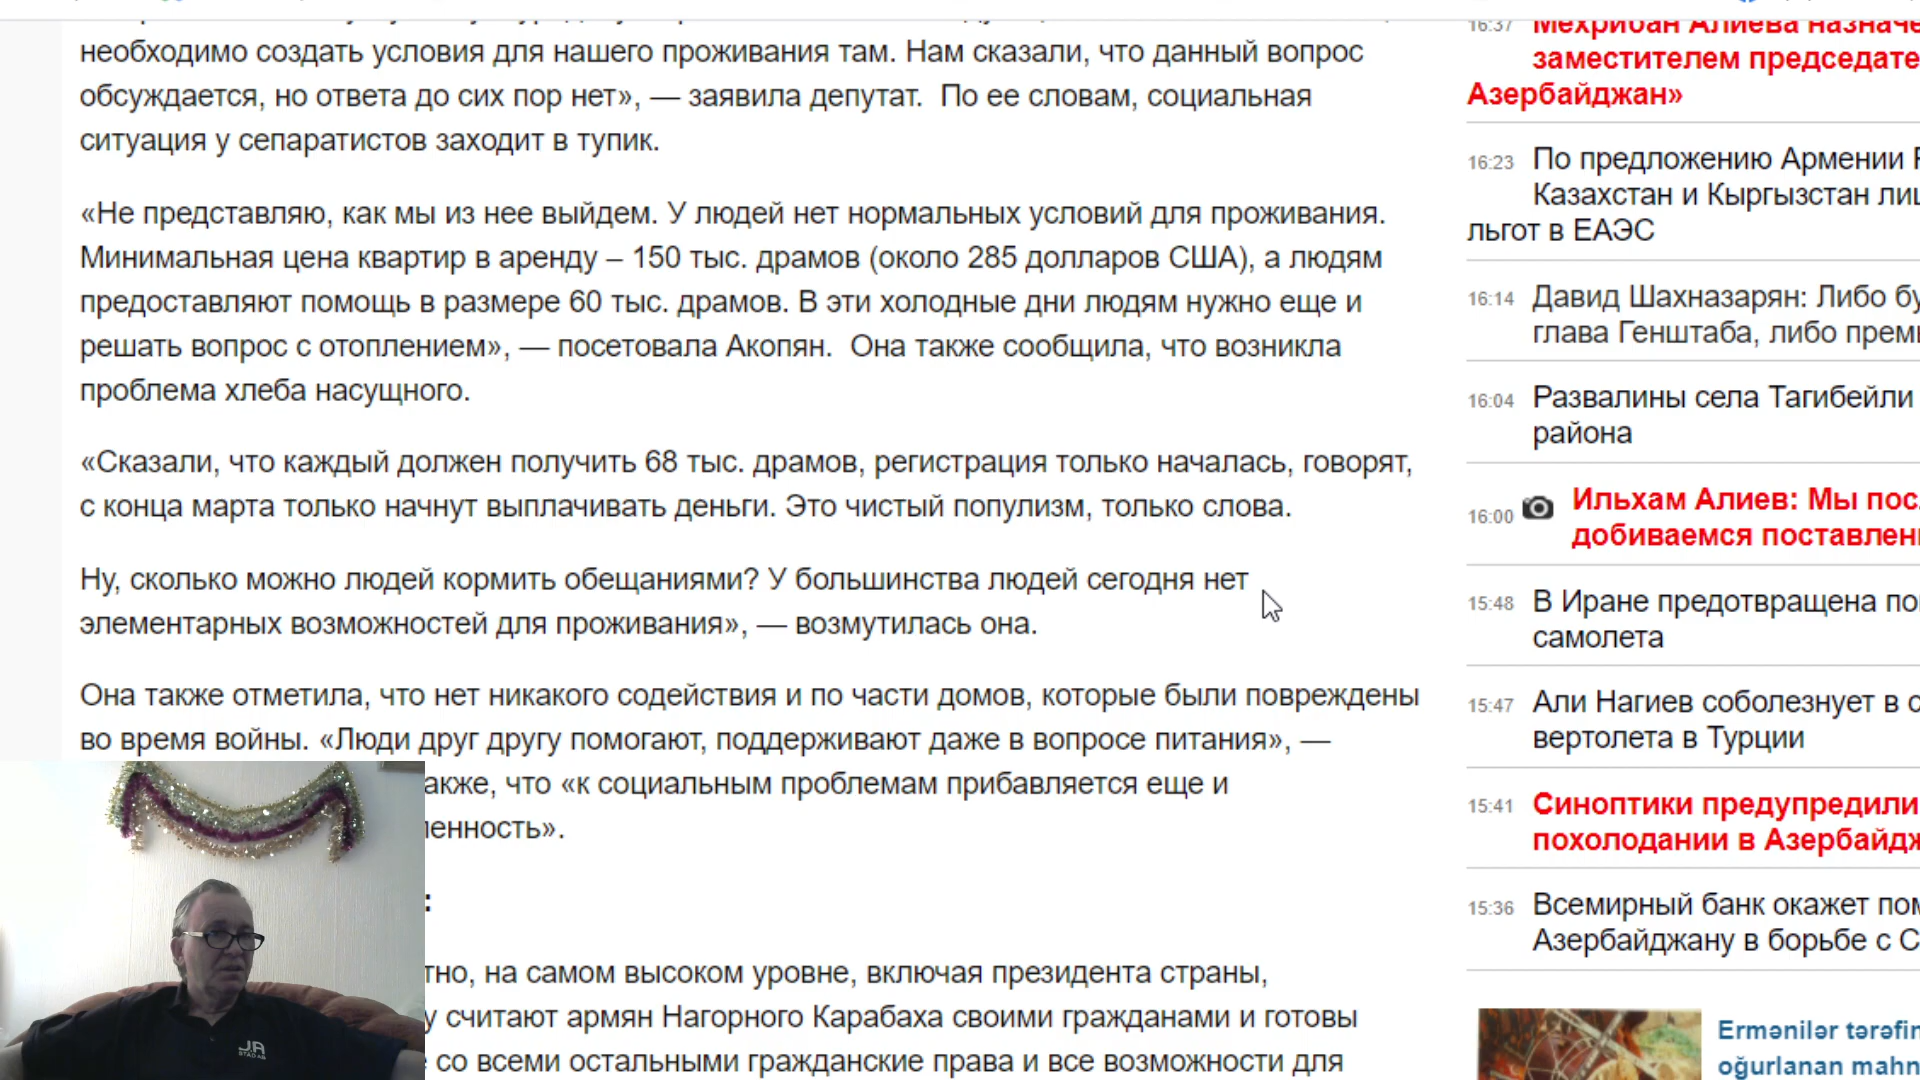 необходимо создать условия для нашего проживания там. Нам сказали, что данный вопрос
обсуждается, но ответа до сих пор нет», — заявила депутат. По ее словам, социальная
ситуация у сепаратистов заходит в тупик.
«Не представляю, как мы из нее выйдем. У людей нет нормальных условий для проживания.
Минимальная цена квартир в аренду – 150 тыс. драмов (около 285 долларов США), а людям
предоставляют помощь в размере 60 тыс. драмов. В эти холодные дни людям нужно еще и
решать вопрос с отоплением», — посетовала Акопян. Она также сообщила, что возникла
проблема хлеба насущного.
«Сказали, что каждый должен получить 68 тыс. драмов, регистрация только началась, говорят,
с конца марта только начнут выплачивать деньги. Это чистый популизм, только слова.
Ну, сколько можно людей кормить обещаниями? У большинства людей сегодня нет
элементарных возможностей для проживания», — возмутилась она.
Она также отметила, что нет никакого содействия и по части домов, которые были повреждены
во время войны. «Люди друг другу помогают, поддерживают даже в вопросе питания», —
акже, что «к социальным проблемам прибавляется еще и
ленность».
:
тно, на самом высоком уровне, включая президента страны,
у считают армян Нагорного Карабаха своими гражданами и готовы
со всеми остальными гражданские права и все возможности для
16:37 Мехрибан Алиева назначе
заместителем председате
Азербайджан»
16:23 По предложению Армении
Казахстан и Кыргызстан ли
льгот в ЕАЭС
16:14 Давид Шахназарян: Либо бу
глава Генштаба, либо прем
16:04 Развалины села Тагибейли
района
16:00 Ильхам Алиев: Мы пос
добиваемся поставлен
15:48 В Иране предотвращена по
самолета
15:47 Али Нагиев соболезнует в с
вертолета в Турции
15:41 Синоптики предупредили
похолодании в Азербайдж
15:36 Всемирный банк окажет пом
Азербайджану в борьбе с C
Ermənilər tərəfin
oğurlanan mahn
JA
STÄD AB